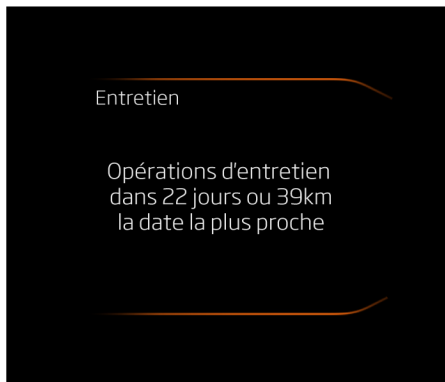 Entretien
Opérations d'entretien
dans 22 jours ou 39km
la date la plus proche